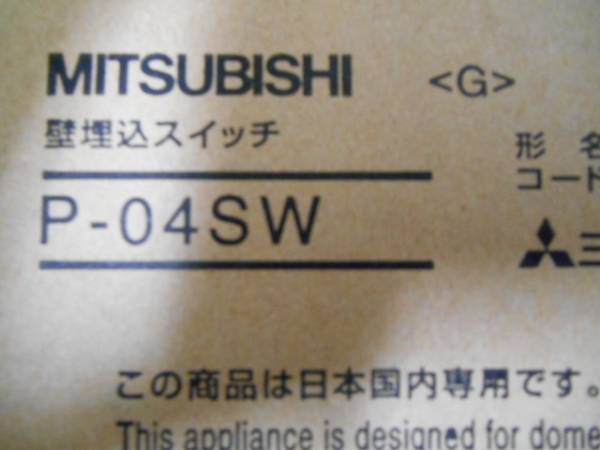 MITSUBISHI <G>
壁埋込スイッチ
形 名
コード
P-04SW
この商品は日本国内専用です。
This appliance is designed for dome